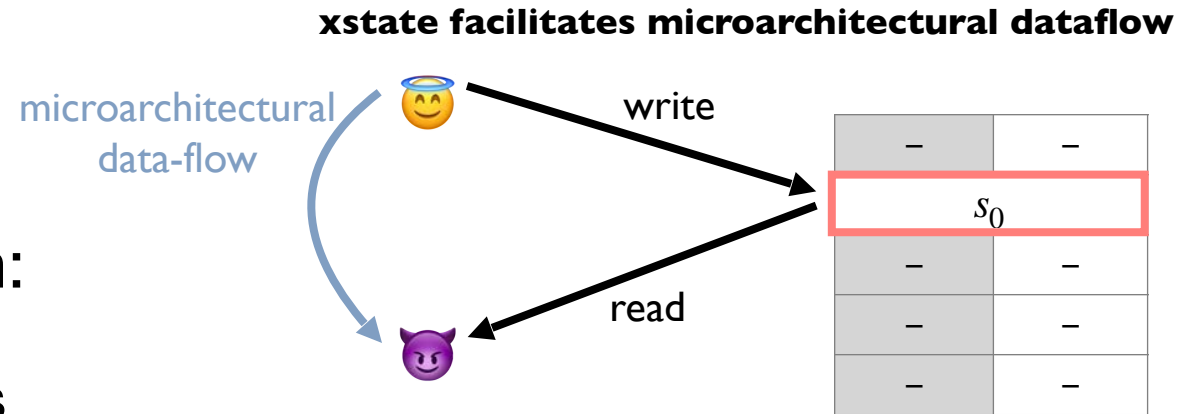 xstate facilitates microarchitectural dataflow
microarchitectural
data-flow
write
– –
s₀
n:
– –
read
– –
s
– –